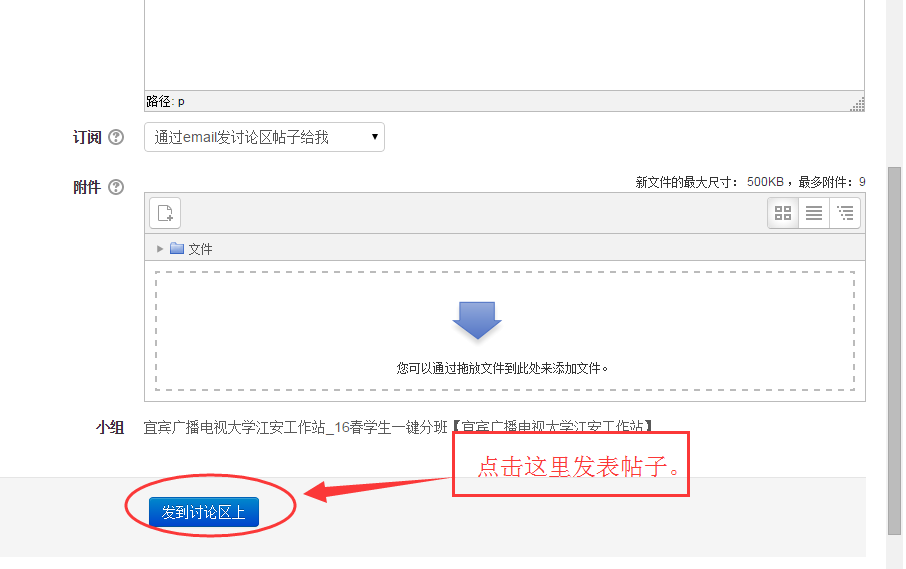 路径: p
订阅
通过email发讨论区帖子给我
附件
新文件的最大尺寸： 500KB ，最多附件：9
文件
您可以通过拖放文件到此处来添加文件。
小组 宜宾广播电视大学江安工作站_16春学生一键分班【宜宾广播电视大学江安工作站】
点击这里发表帖子。
发到讨论区上